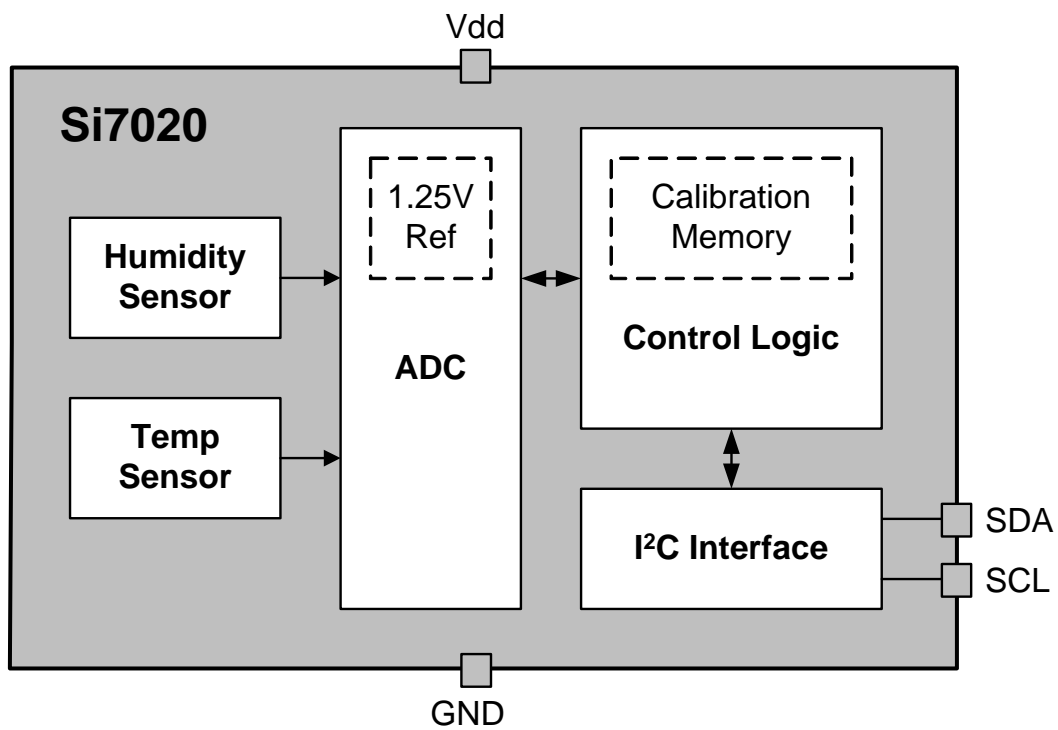 Vdd
Si7020
1.25V
Ref
Calibration
Memory
Humidity
Sensor
Control Logic
ADC
Temp
Sensor
I²C Interface
SDA
SCL
GND